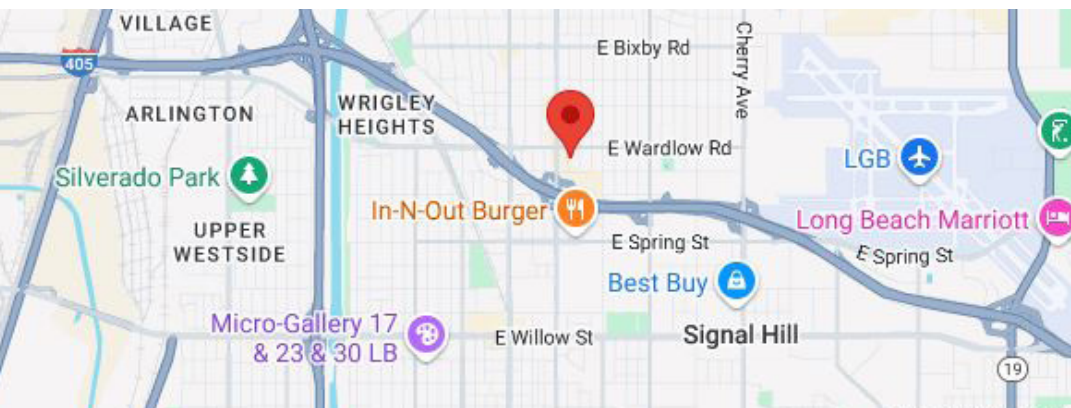 VILLAGE
E Bixby Rd
Cherry Ave
405
ARLINGTON
WRIGLEY
HEIGHTS
E Wardlow Rd
LGB
Silverado Park
In-N-Out Burger
Long Beach Marriott
UPPER
WESTSIDE
E Spring St
E Spring St
Best Buy
Micro-Gallery 17
& 23 & 30 LB
E Willow St
Signal Hill
19